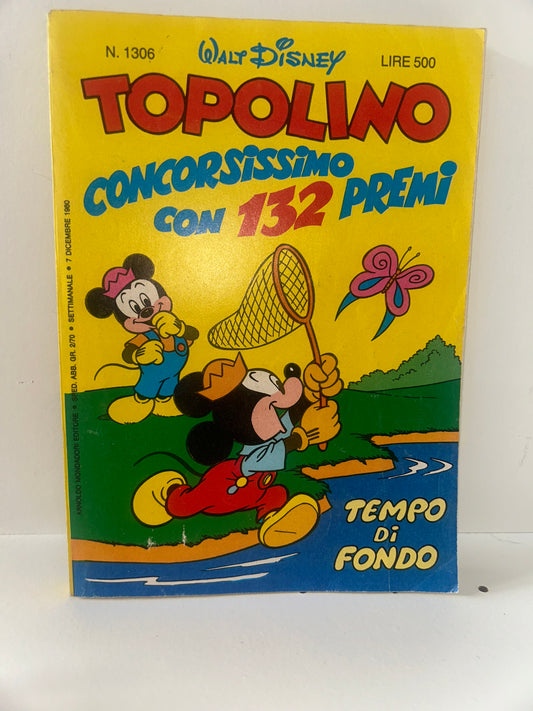 N. 1306
WALT DISNEY
LIRE 500
TOPOLINO
CONCORSISSIMO
CON 132 PREMI
ARNOLDO MONDADORI EDITORE • SPED. ABB. GR. 2/70 • SETTIMANALE • 7 DICEMBRE 1980
TEMPO
DI
FONDO